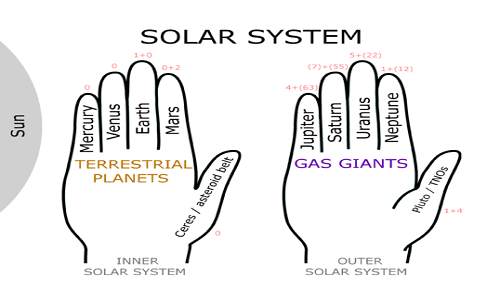 SOLAR SYSTEM
Sun
0
0
1+0
0+2
Mercury
Venus
Earth
Mars
TERRESTRIAL
PLANETS
Ceres / asteroid belt
0
INNER
SOLAR SYSTEM
4+(63)
(7)+(55)
5+(22)
1+(12)
Jupiter
Saturn
Uranus
Neptune
GAS GIANTS
Pluto / TNOs
1+4
OUTER
SOLAR SYSTEM